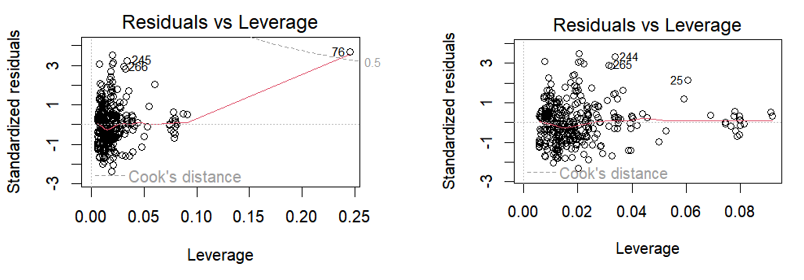 Residuals vs Leverage
Standardized residuals
3
1
-1
-3
76
245
266
0.5
Cook's distance
0.00 0.05 0.10 0.15 0.20 0.25
Leverage
Residuals vs Leverage
Standardized residuals
3
1
-1
-3
244
265
25
Cook's distance
0.00 0.02 0.04 0.06 0.08
Leverage